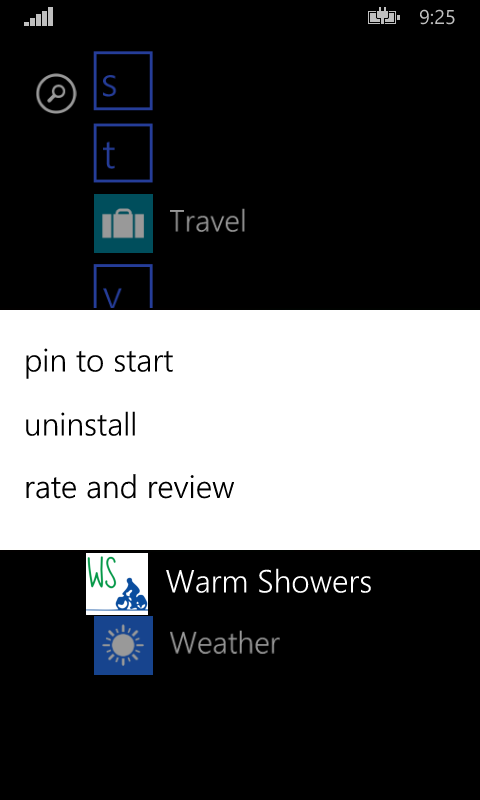 9:25
s
t
Travel
v
pin to start
uninstall
rate and review
WS
Warm Showers
Weather